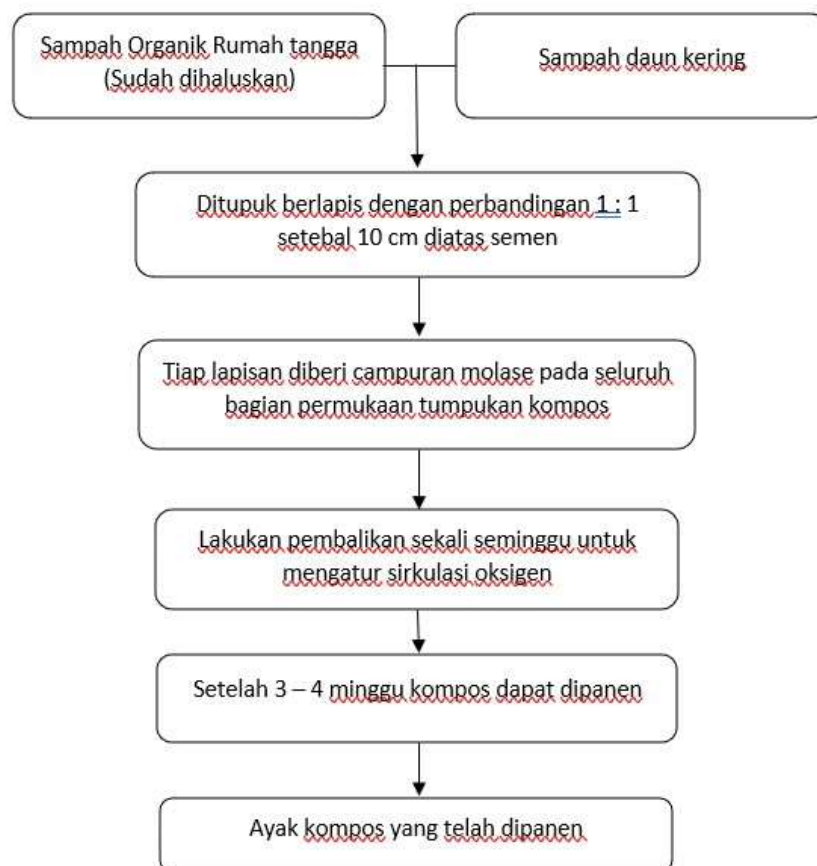 Sampah Organik Rumah tangga
(Sudah dihaluskan)
Sampah daun kering
Ditupuk berlapis dengan perbandingan 1 : 1
setebal 10 cm diatas semen
Tiap lapisan diberi campuran molase pada seluruh
bagian permukaan tumpukan kompos
Lakukan pembalikan sekali seminggu untuk
mengatur sirkulasi oksigen
Setelah 3 – 4 minggu kompos dapat dipanen
Ayak kompos yang telah dipanen